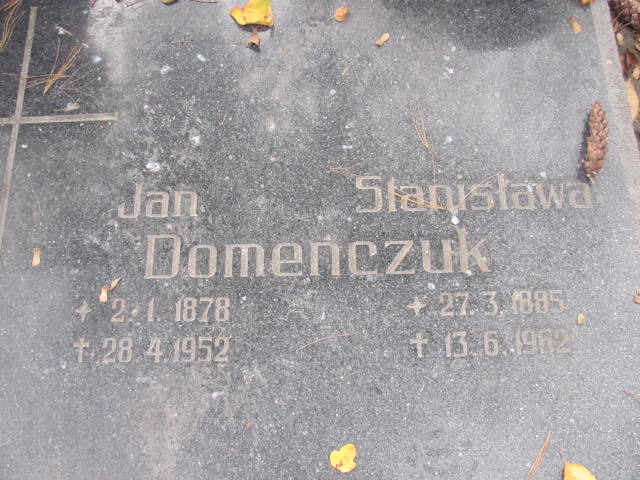 Jan Stanisława
Domeńczuk
* 2.1.1878 * 27.3.1885
† 28.4.1952 † 13.6.1962